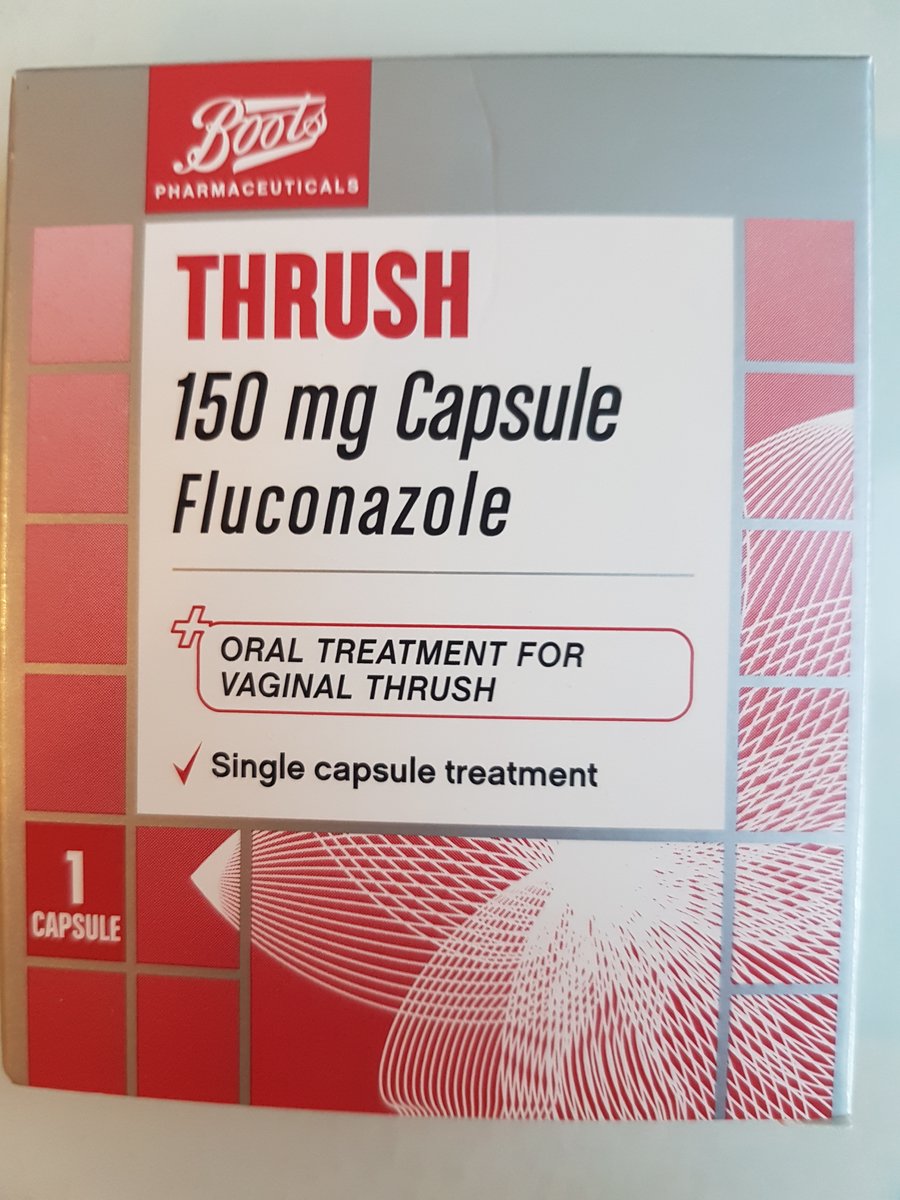 Boots
PHARMACEUTICALS
THRUSH
150 mg Capsule
Fluconazole
ORAL TREATMENT FOR
VAGINAL THRUSH
Single capsule treatment
1
CAPSULE